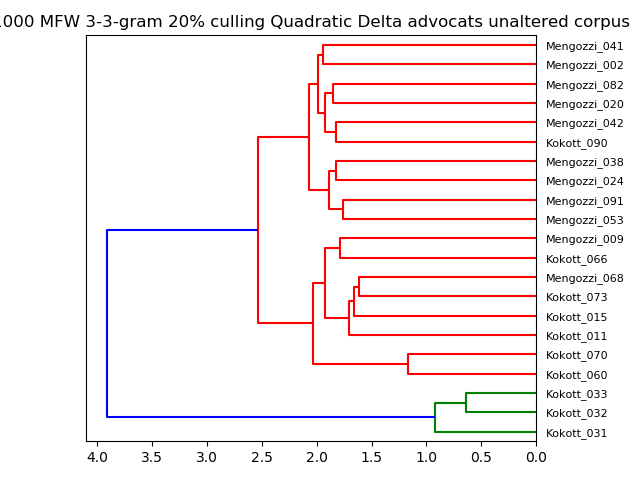 000 MFW 3-3-gram 20% culling Quadratic Delta advocats unaltered corpus
Mengozzi_041
Mengozzi_002
Mengozzi_082
Mengozzi_020
Mengozzi_042
Kokott_090
Mengozzi_038
Mengozzi_024
Mengozzi_091
Mengozzi_053
Mengozzi_009
Kokott_066
Mengozzi_068
Kokott_073
Kokott_015
Kokott_011
Kokott_070
Kokott_060
Kokott_033
Kokott_032
Kokott_031
4.0 3.5 3.0 2.5 2.0 1.5 1.0 0.5 0.0